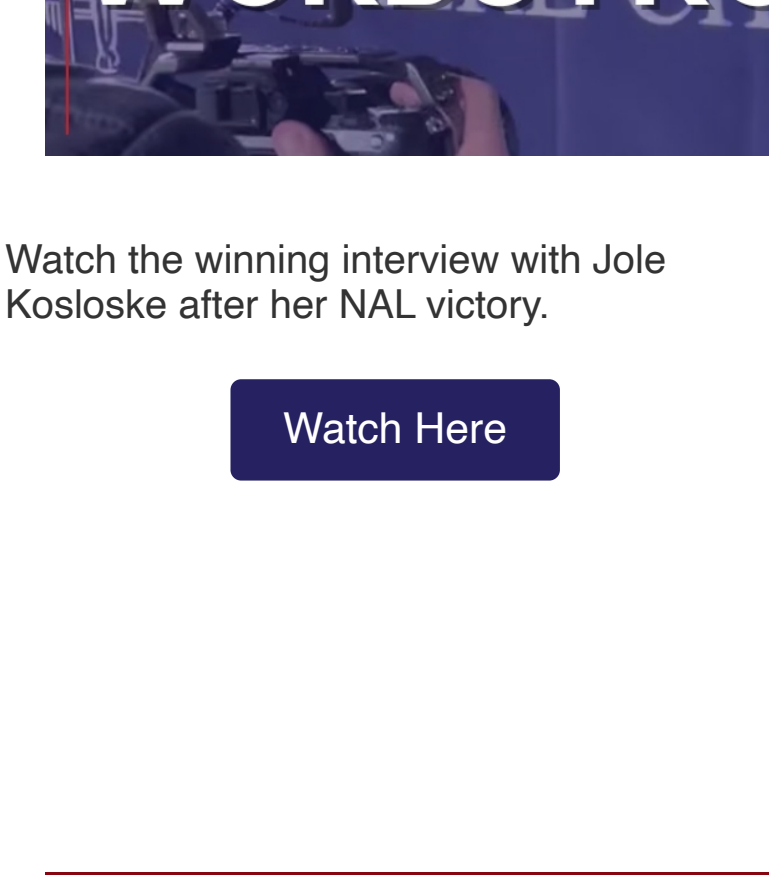 Watch the winning interview with Jole
Kosloske after her NAL victory.
Watch Here